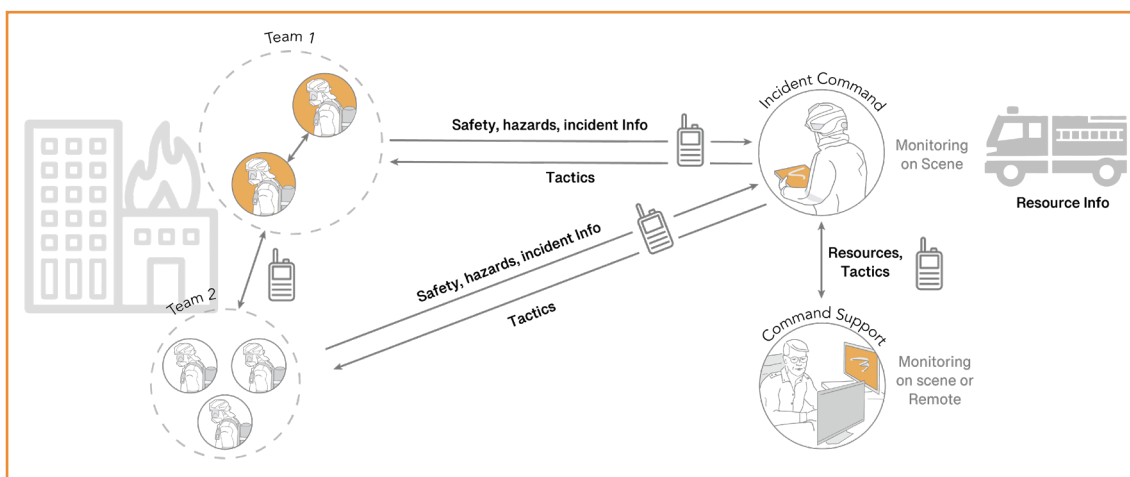 Team 1
Incident Command
Safety, hazards, incident Info
Tactics
Monitoring
on Scene
Resource Info
Team 2
Safety, hazards, incident Info
Tactics
Resources,
Tactics
Command Support
Monitoring
on scene or
Remote